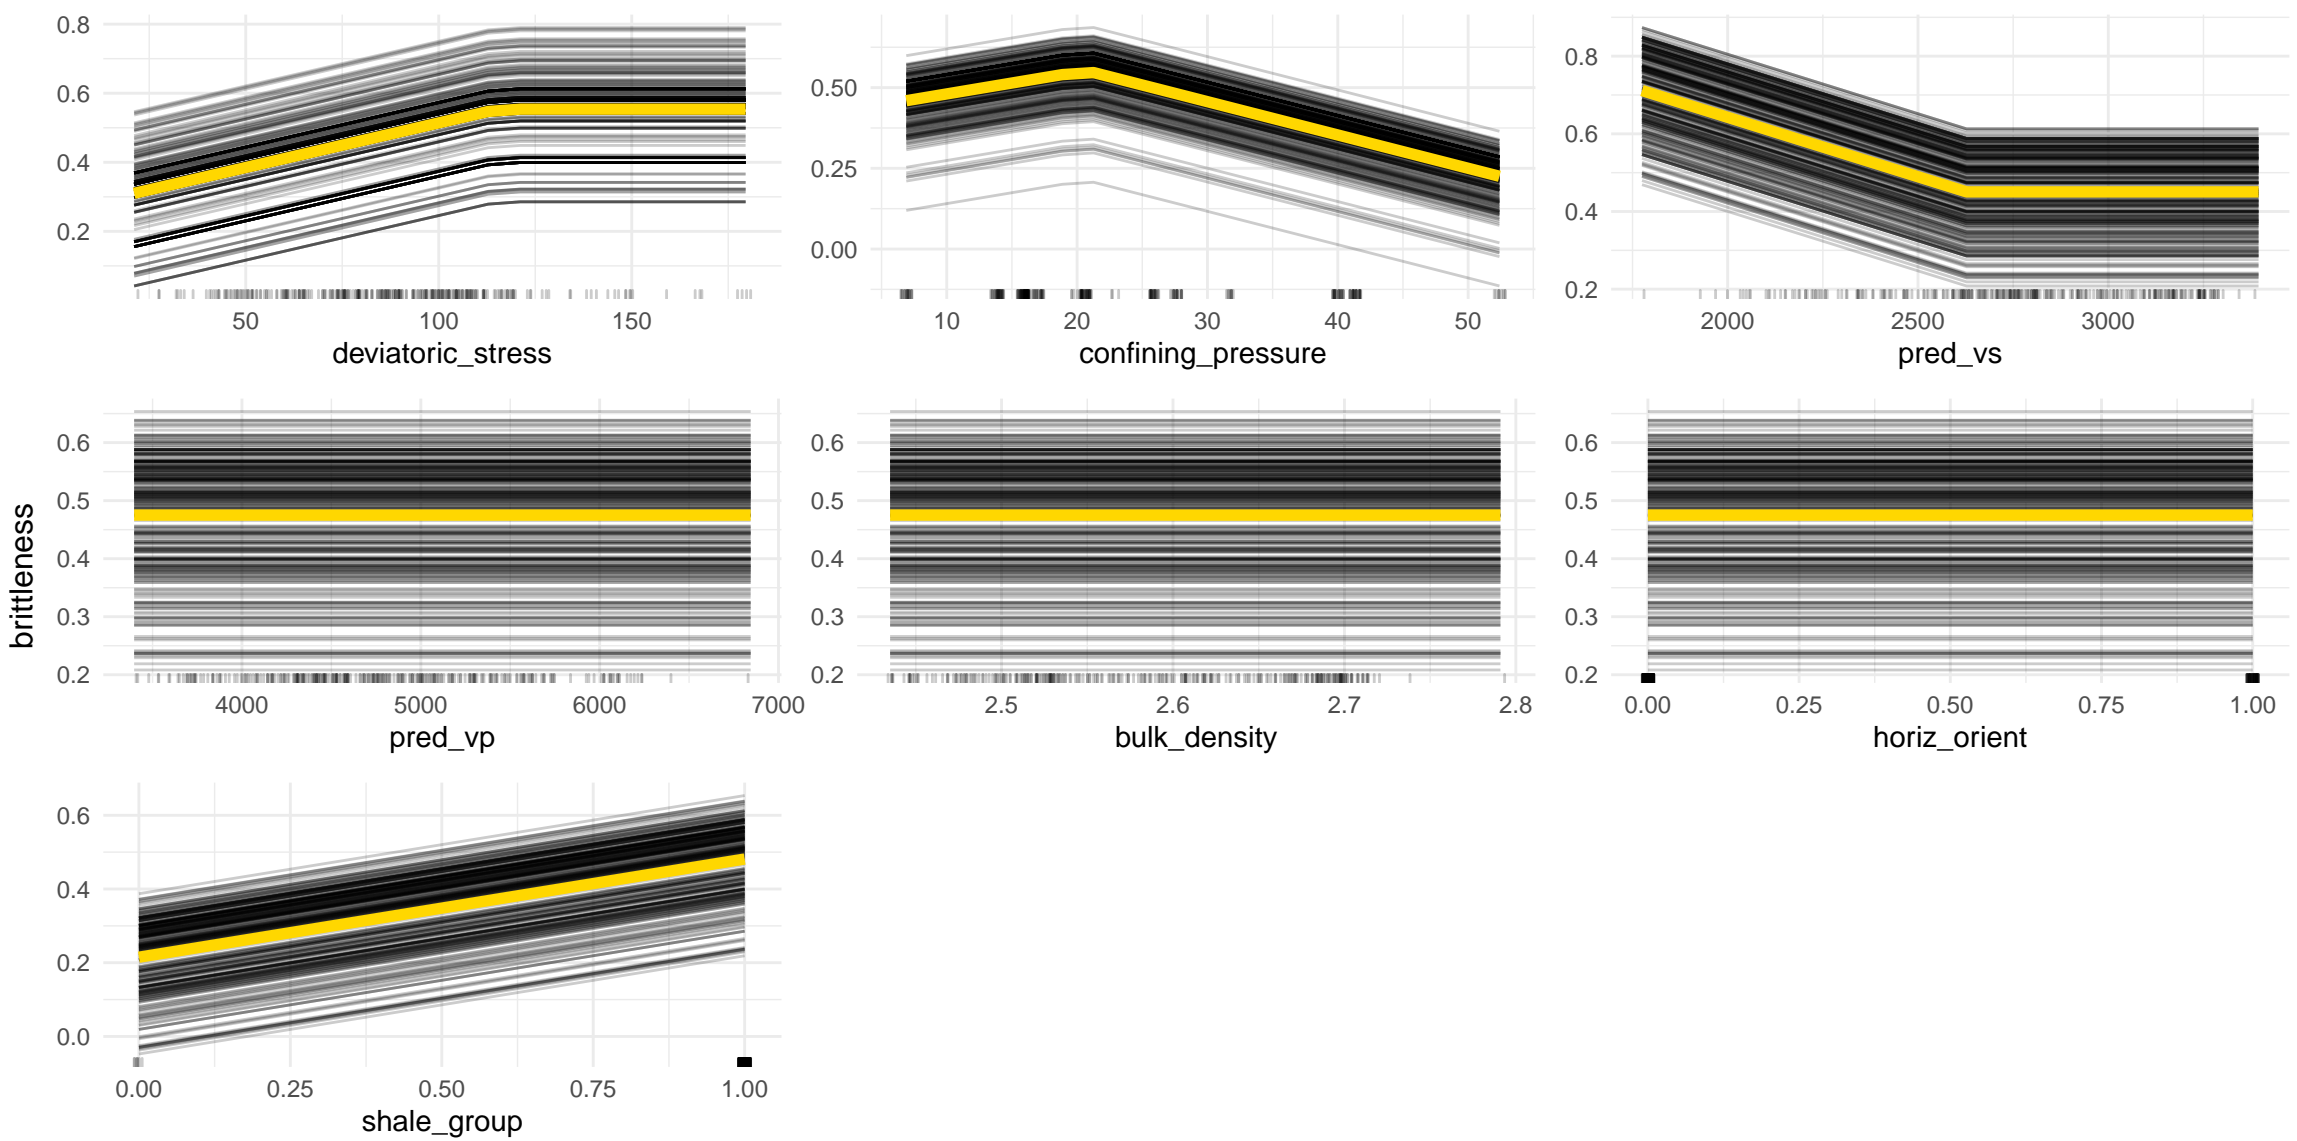 0.8
0.6
0.4
0.2
50 100 150
deviatoric_stress
0.50
0.25
0.00
10 20 30 40 50
confining_pressure
0.8
0.6
0.4
0.2
2000 2500 3000
pred_vs
brittleness
0.6
0.5
0.4
0.3
0.2
4000 5000 6000 7000
pred_vp
0.6
0.5
0.4
0.3
0.2
2.5 2.6 2.7 2.8
bulk_density
0.6
0.5
0.4
0.3
0.2
0.00 0.25 0.50 0.75 1.00
horiz_orient
0.6
0.4
0.2
0.0
0.00 0.25 0.50 0.75 1.00
shale_group